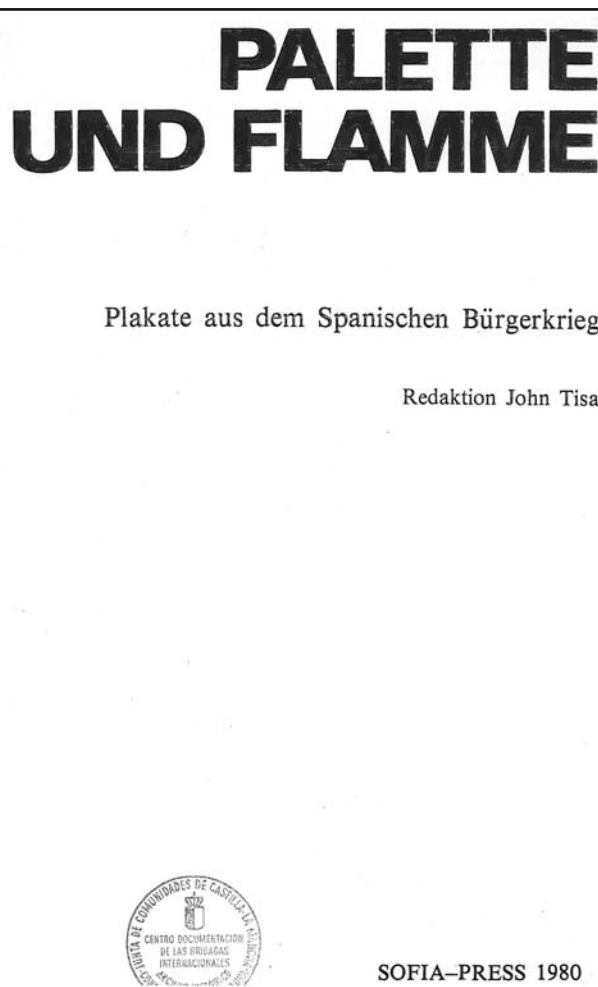 PALETTE
UND FLAMME
Plakate aus dem Spanischen Bürgerkrieg
Redaktion John Tisa
JUNTA DE COMUNIDADES DE CASTILLA-LA
CENTRO DOCUMENTACION
DE LAS BRIGADAS
INTERNACIONALES
SOFIA–PRESS 1980